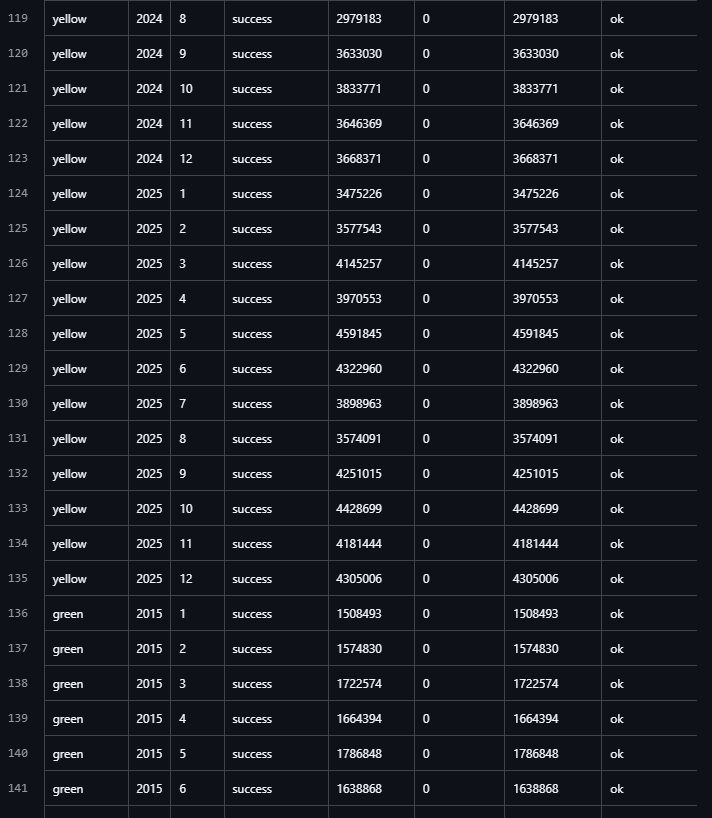 119 yellow 2024 8 success 2979183 0 2979183 ok
120 yellow 2024 9 success 3633030 0 3633030 ok
121 yellow 2024 10 success 3833771 0 3833771 ok
122 yellow 2024 11 success 3646369 0 3646369 ok
123 yellow 2024 12 success 3668371 0 3668371 ok
124 yellow 2025 1 success 3475226 0 3475226 ok
125 yellow 2025 2 success 3577543 0 3577543 ok
126 yellow 2025 3 success 4145257 0 4145257 ok
127 yellow 2025 4 success 3970553 0 3970553 ok
128 yellow 2025 5 success 4591845 0 4591845 ok
129 yellow 2025 6 success 4322960 0 4322960 ok
130 yellow 2025 7 success 3898963 0 3898963 ok
131 yellow 2025 8 success 3574091 0 3574091 ok
132 yellow 2025 9 success 4251015 0 4251015 ok
133 yellow 2025 10 success 4428699 0 4428699 ok
134 yellow 2025 11 success 4181444 0 4181444 ok
135 yellow 2025 12 success 4305006 0 4305006 ok
136 green 2015 1 success 1508493 0 1508493 ok
137 green 2015 2 success 1574830 0 1574830 ok
138 green 2015 3 success 1722574 0 1722574 ok
139 green 2015 4 success 1664394 0 1664394 ok
140 green 2015 5 success 1786848 0 1786848 ok
141 green 2015 6 success 1638868 0 1638868 ok